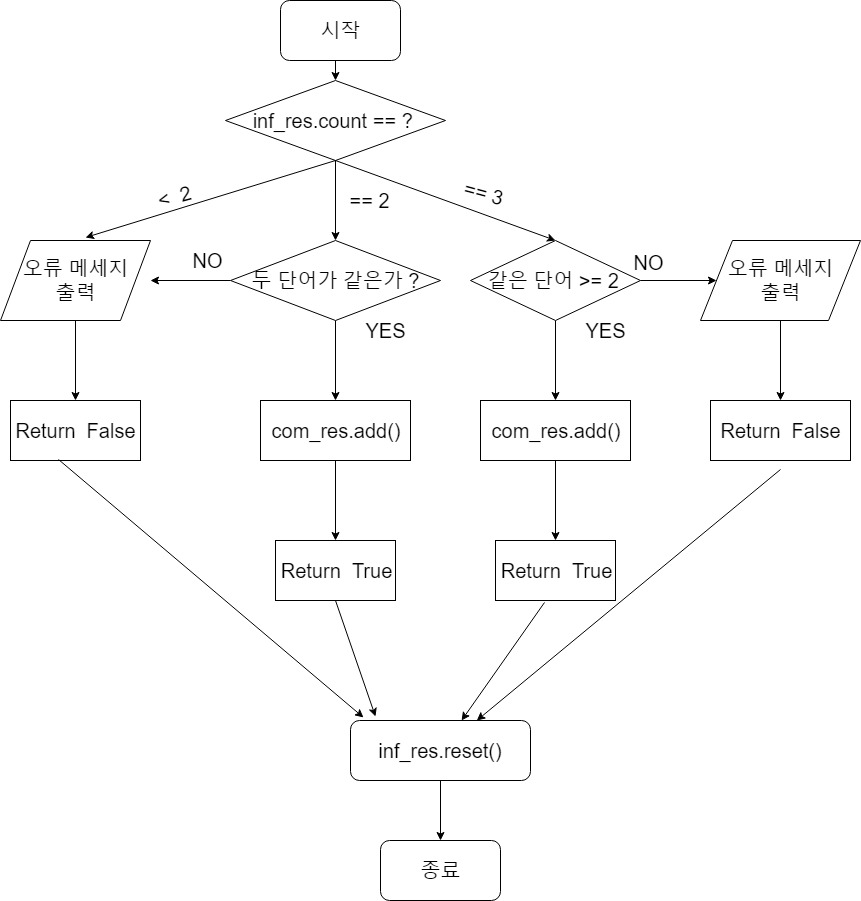 시작
inf_res.count == ?
< 2
== 2
== 3
오류 메세지
출력
NO
두 단어가 같은가 ?
같은 단어 >= 2
NO
오류 메세지
출력
YES
YES
Return False
com_res.add()
com_res.add()
Return False
Return True
Return True
inf_res.reset()
종료